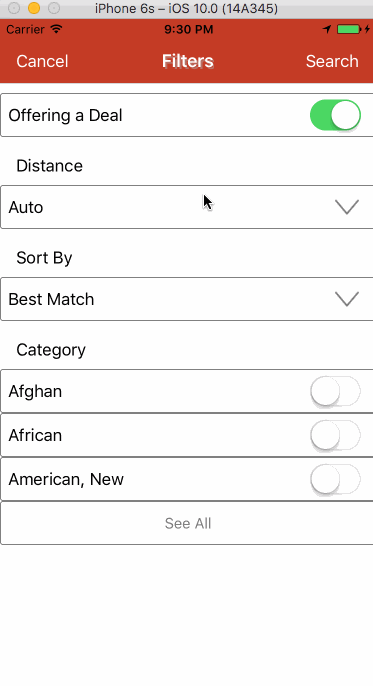 iPhone 6s – iOS 10.0 (14A345)
Carrier 9:30 PM
Cancel Filters Search
Offering a Deal
Distance
Auto
Sort By
Best Match
Category
Afghan
African
American, New
See All